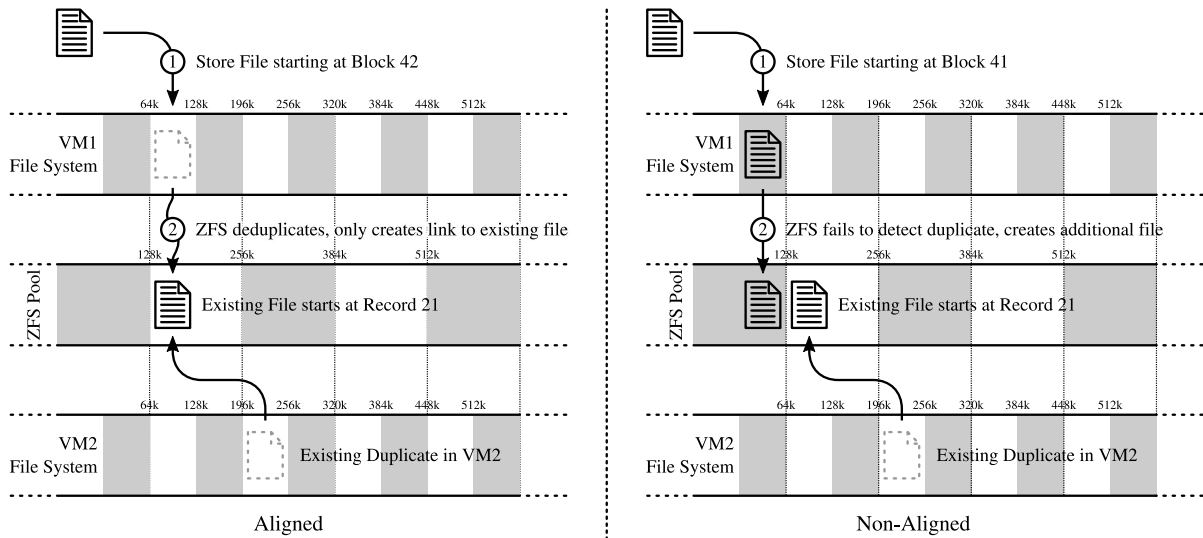 1 Store File starting at Block 42
64k 128k 196k 256k 320k 384k 448k 512k
VM1
File System
2 ZFS deduplicates, only creates link to existing file
128k 256k 384k 512k
ZFS Pool
Existing File starts at Record 21
64k 128k 196k 256k 320k 384k 448k 512k
VM2
File System
Existing Duplicate in VM2
Aligned
1 Store File starting at Block 41
64k 128k 196k 256k 320k 384k 448k 512k
VM1
File System
2 ZFS fails to detect duplicate, creates additional file
128k 256k 384k 512k
ZFS Pool
Existing File starts at Record 21
64k 128k 196k 256k 320k 384k 448k 512k
VM2
File System
Existing Duplicate in VM2
Non-Aligned